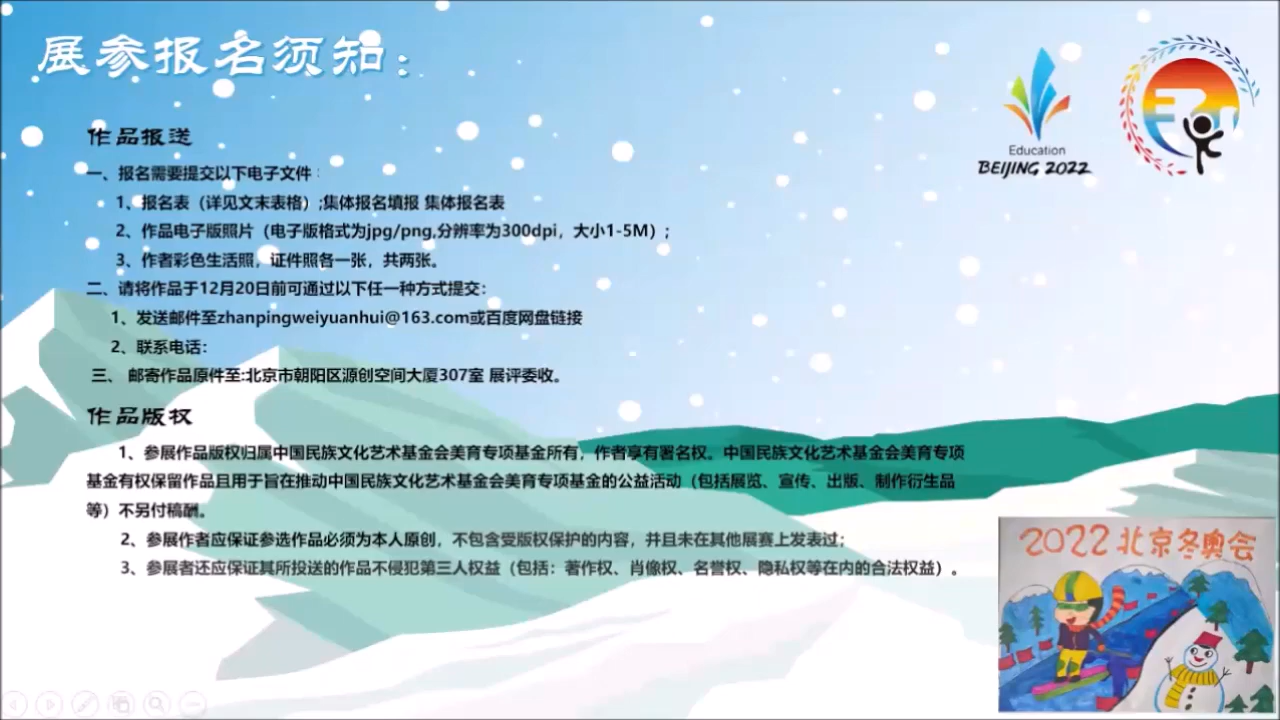 展参报名须知：
Education
BEIJING 2022
作品报送
一、报名需要提交以下电子文件：
1、报名表（详见文末表格）;集体报名填报 集体报名表
2、作品电子版照片（电子版格式为jpg/png,分辨率为300dpi，大小1-5M）；
3、作者彩色生活照，证件照各一张，共两张。
二、请将作品于12月20日前可通过以下任一种方式提交：
1、发送邮件至zhanpingweiyuanhui@163.com或百度网盘链接
2、联系电话：
三、 邮寄作品原件至:北京市朝阳区源创空间大厦307室 展评委收。
作品版权
1、参展作品版权归属中国民族文化艺术基金会美育专项基金所有，作者享有署名权。中国民族文化艺术基金会美育专项
基金有权保留作品且用于旨在推动中国民族文化艺术基金会美育专项基金的公益活动（包括展览、宣传、出版、制作衍生品
等）不另付稿酬。
2、参展作者应保证参选作品必须为本人原创，不包含受版权保护的内容，并且未在其他展赛上发表过；
3、参展者还应保证其所投送的作品不侵犯第三人权益（包括：著作权、肖像权、名誉权、隐私权等在内的合法权益）。
2022北京冬奥会